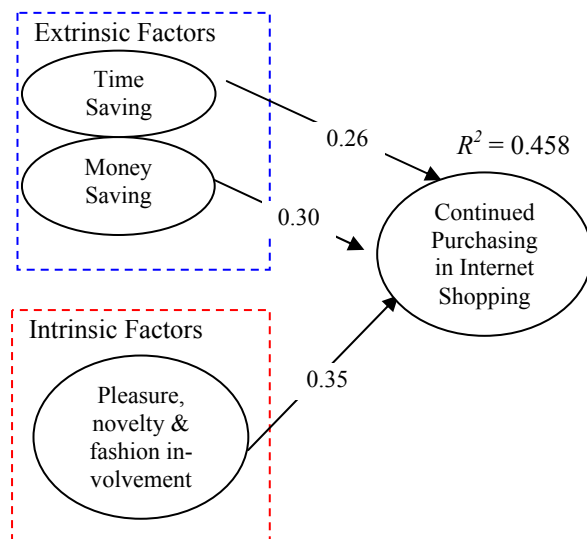 Extrinsic Factors
Time
Saving
Money
Saving
0.26
0.30
R² = 0.458
Continued
Purchasing
in Internet
Shopping
Intrinsic Factors
Pleasure,
novelty &
fashion in-
volvement
0.35